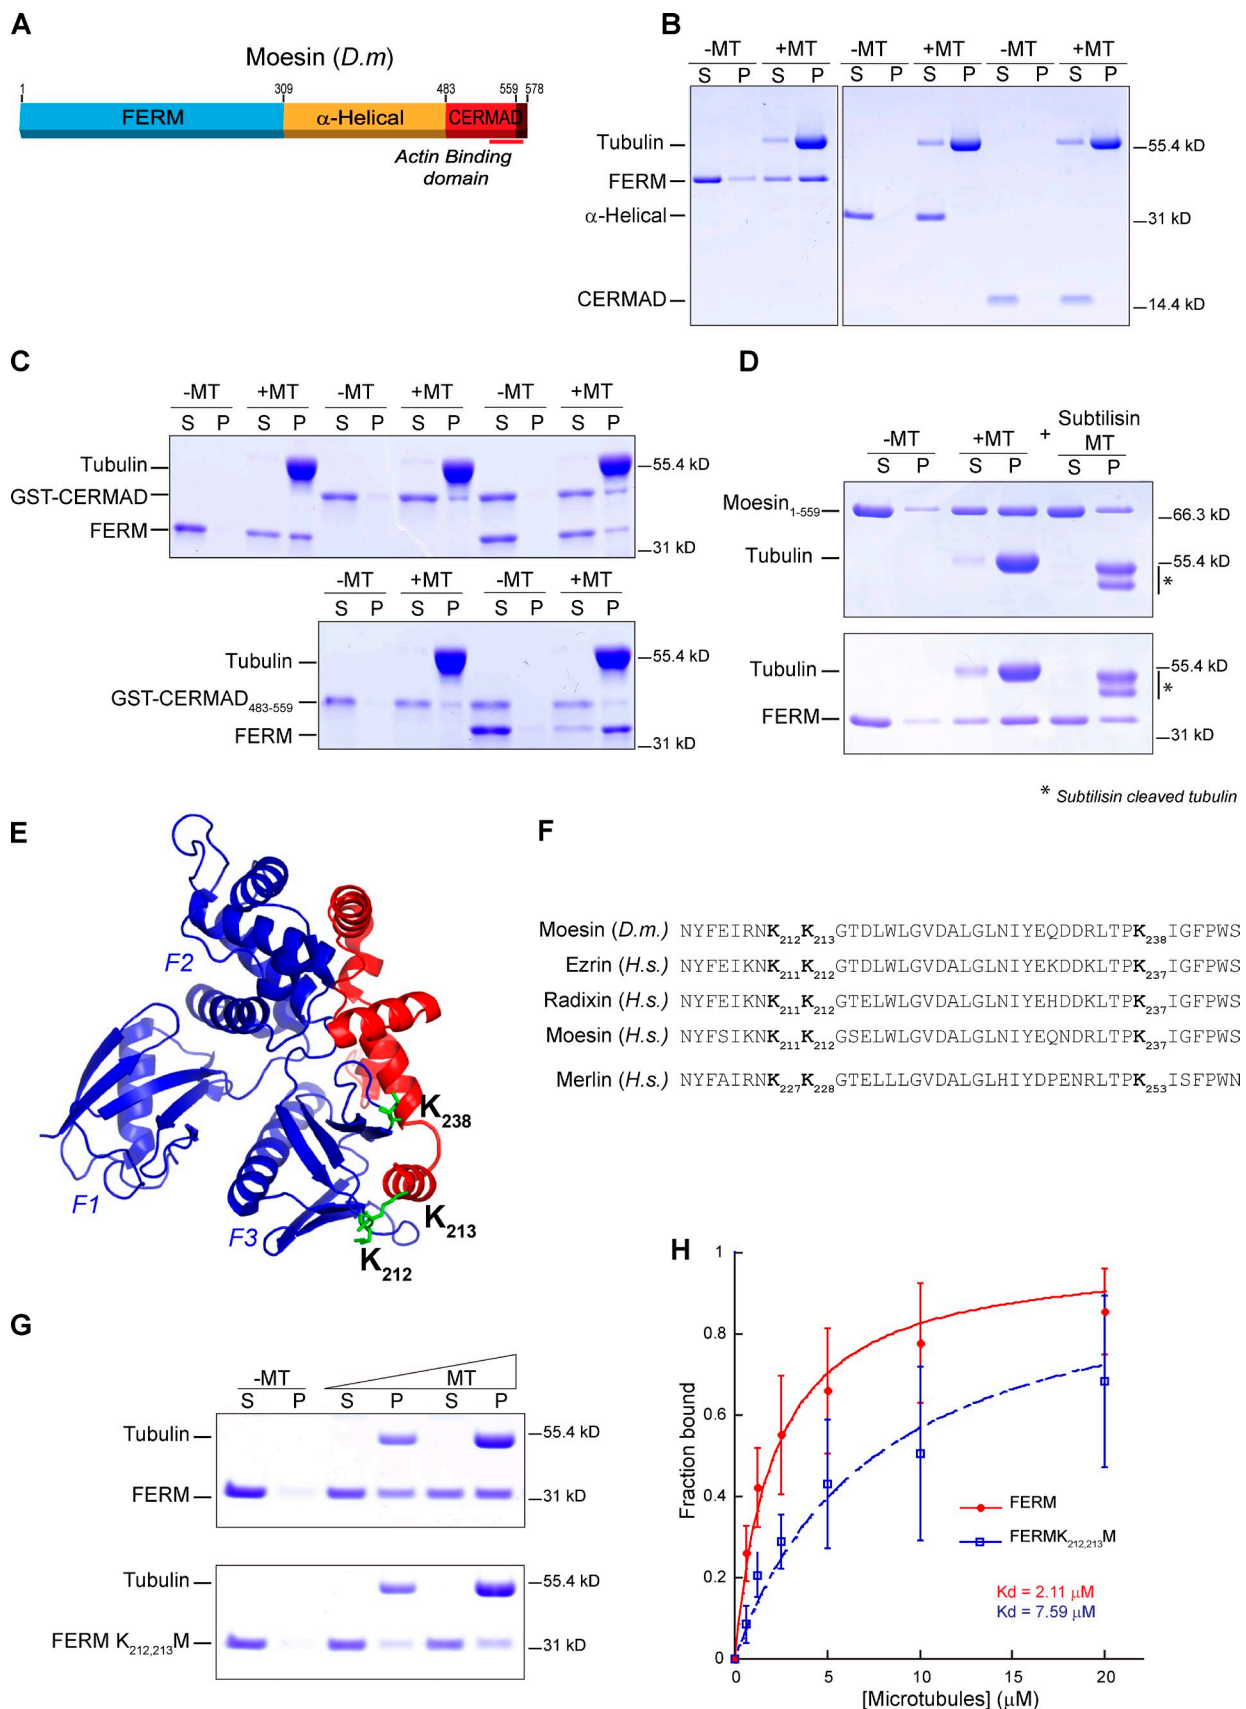 A
Moesin (D.m)
1 309 483 559 578
FERM α-Helical CERMAD
Actin Binding
domain
B
-MT +MT -MT +MT -MT +MT
S P S P S P S P S P S P
Tubulin
FERM
α-Helical
CERMAD
55.4 kD
31 kD
14.4 kD
C
-MT +MT -MT +MT -MT +MT
S P S P S P S P S P S P
Tubulin
GST-CERMAD
FERM
55.4 kD
31 kD
-MT +MT -MT +MT
S P S P S P S P
Tubulin
GST-CERMAD483-559
FERM
55.4 kD
31 kD
D
-MT +MT + Subtilisin
MT
S P S P S P
Moesin1-559
Tubulin
66.3 kD
55.4 kD
*
Tubulin
FERM
55.4 kD
*
31 kD
* Subtilisin cleaved tubulin
E
F2
F1
F3
K238
K213
K212
F
Moesin (D.m.) NYFEIRNK212K213GTDLWLGVDALGLNIYEQDDRLTPK238IGFPWS
Ezrin (H.s.) NYFEIKNK211K212GTDLWLGVDALGLNIYEKDDKLTPK237IGFPWS
Radixin (H.s.) NYFEIKNK211K212GTELWLGVDALGLNIYEHDDKLTPK237IGFPWS
Moesin (H.s.) NYFSIKNK211K212GSELWLGVDALGLNIYEQNDRLTPK237IGFPWS
Merlin (H.s.) NYFAIRNK227K228GTELLLGVDALGLHIYDPENRLTPK253ISFPWN
G
-MT MT
S P S P S P
Tubulin
FERM
55.4 kD
31 kD
Tubulin
FERM K212,213M
55.4 kD
31 kD
H
1
0.8
0.6
0.4
0.2
0
Fraction bound
FERM
FERMK212,213M
Kd = 2.11 μM
Kd = 7.59 μM
0 5 10 15 20
[Microtubules] (μM)